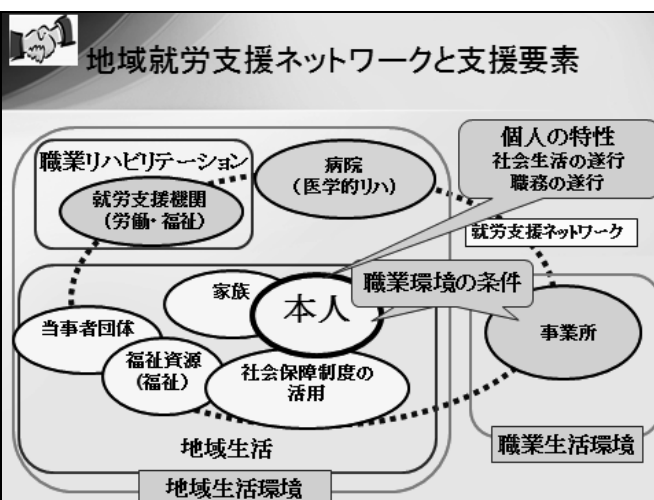 地域就労支援ネットワークと支援要素
個人の特性
社会生活の遂行
職務の遂行
職業リハビリテーション
病院
(医学的リハ)
就労支援機関
(労働・福祉)
就労支援ネットワーク
職業環境の条件
家族
本人
当事者団体
事業所
福祉資源
(福祉)
社会保障制度の
活用
地域生活
職業生活環境
地域生活環境